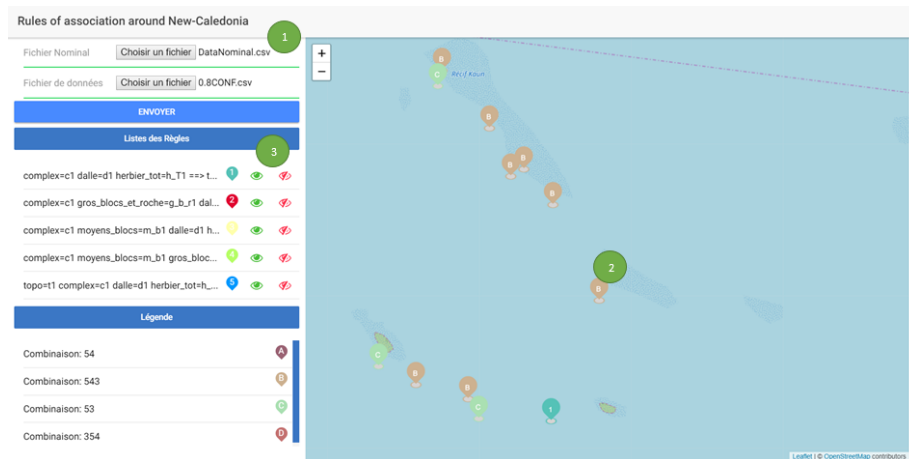 Rules of association around New-Caledonia
1
Fichier Nominal Choisir un fichier DataNominal.csv
Fichier de données Choisir un fichier 0.8CONF.csv
ENVOYER
Listes des Règles
3
complex=c1 dalle=d1 herbier_tot=h_T1 ==> t... 1
complex=c1 gros_blocs_et_roche=g_b_r1 dal... 2
complex=c1 moyens_blocs=m_b1 dalle=d1 h...
complex=c1 moyens_blocs=m_b1 gros_bloc... 4
topo=t1 complex=c1 dalle=d1 herbier_tot=h_... 5
Légende
Combinaison: 54 A
Combinaison: 543 B
Combinaison: 53 C
Combinaison: 354 D
+
−
B
C Récif Koun
B
B B
B
2
B
C
B
B
C
1
Leaflet | © OpenStreetMap contributors